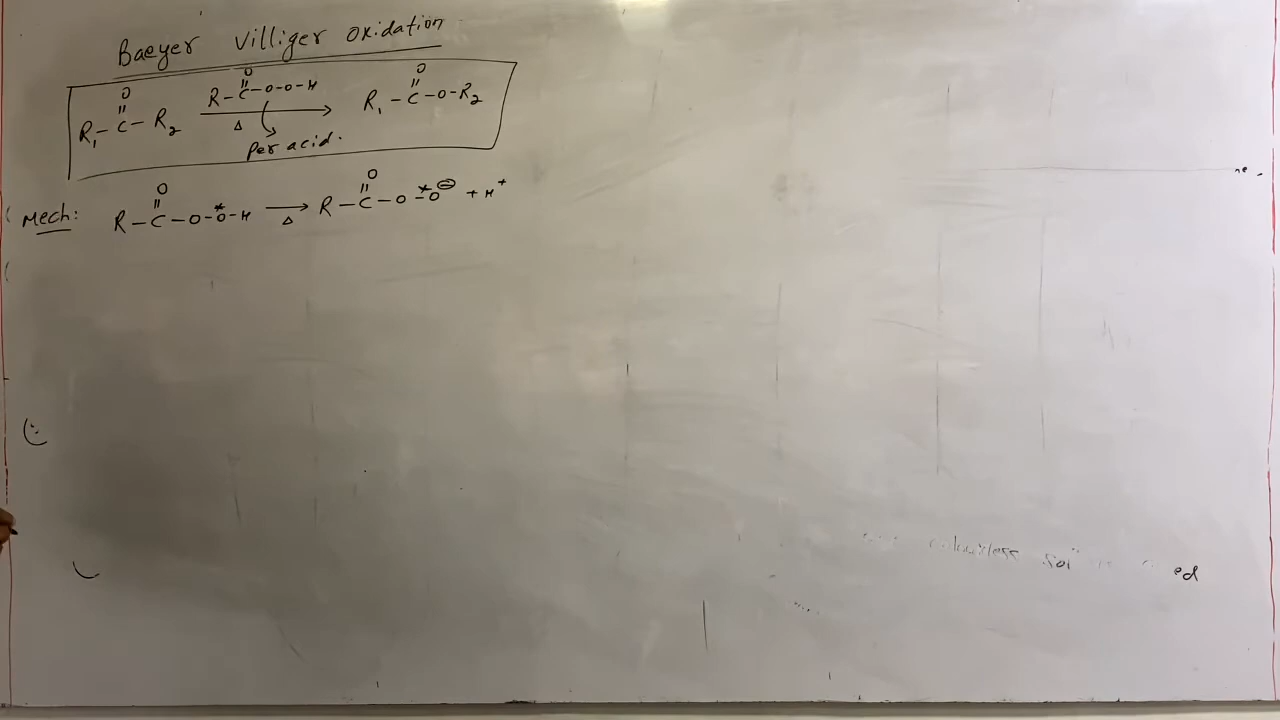 Baeyer Villiger Oxidation
R₁-C(=O)-R₂ →[R-C(=O)-O-O-H, Δ] R₁-C(=O)-O-R₂
Per acid.
Mech: R-C(=O)-O-O*-H →[Δ] R-C(=O)-O-O*⊖ + H⁺